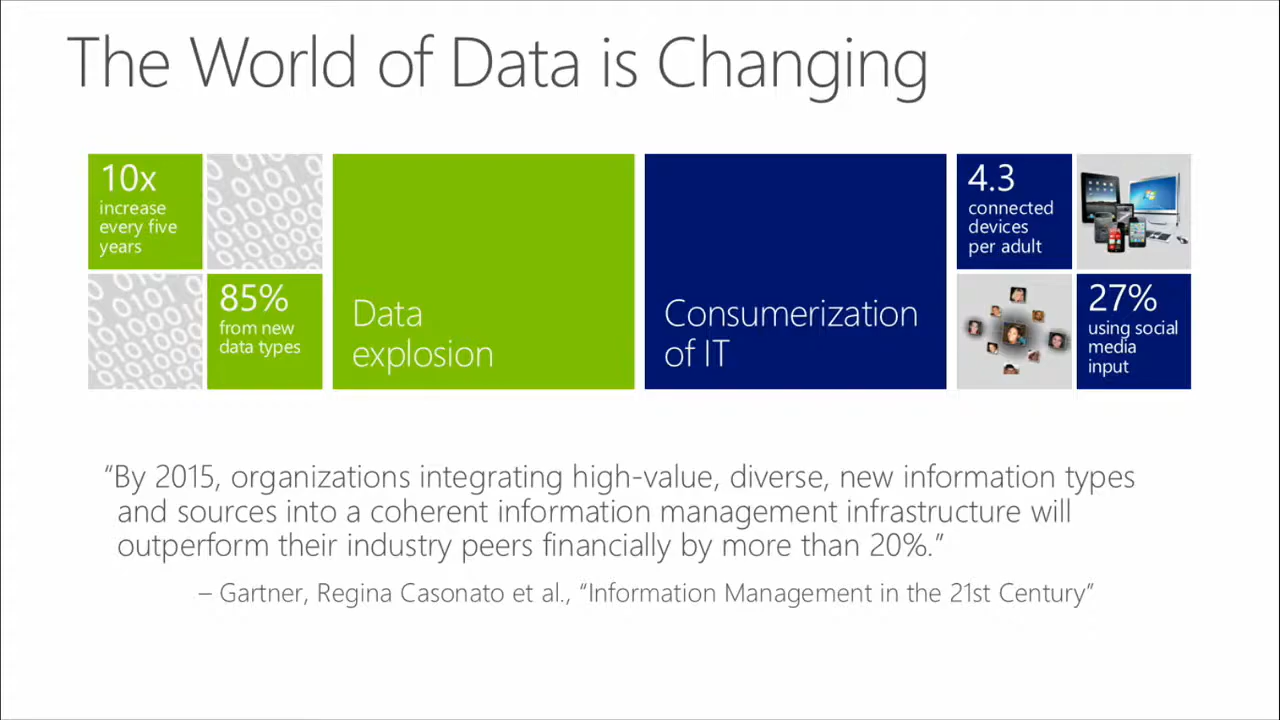 The World of Data is Changing
10x
increase
every five
years
85%
from new
data types
Data
explosion
Consumerization
of IT
4.3
connected
devices
per adult
27%
using social
media
input
“By 2015, organizations integrating high-value, diverse, new information types
and sources into a coherent information management infrastructure will
outperform their industry peers financially by more than 20%.”
– Gartner, Regina Casonato et al., “Information Management in the 21st Century”